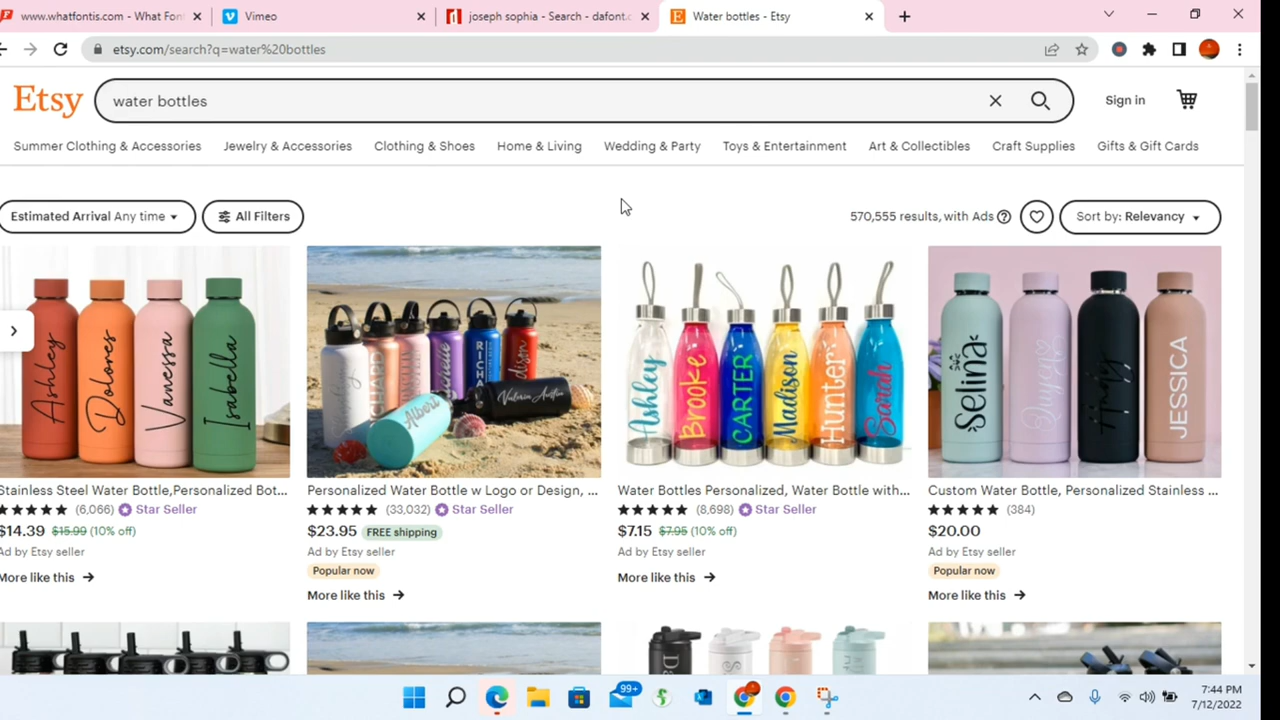 www.whatfontis.com - What Fon
Vimeo
joseph sophia - Search - dafont.c
Water bottles - Etsy
etsy.com/search?q=water%20bottles
Etsy
water bottles
Sign in
Summer Clothing & Accessories Jewelry & Accessories Clothing & Shoes Home & Living Wedding & Party Toys & Entertainment Art & Collectibles Craft Supplies Gifts & Gift Cards
Estimated Arrival Any time
All Filters
570,555 results, with Ads
Sort by: Relevancy
Ashley
Dolores
Vanessa
Isabella
Albert
Ashley
Brooke
CARTER
Madison
Hunter
Sarah
Selina
JESSICA
Stainless Steel Water Bottle,Personalized Bot...
(6,066) Star Seller
$14.39 $15.99 (10% off)
Ad by Etsy seller
More like this
Personalized Water Bottle w Logo or Design, ...
(33,032) Star Seller
$23.95 FREE shipping
Ad by Etsy seller
Popular now
More like this
Water Bottles Personalized, Water Bottle with...
(8,698) Star Seller
$7.15 $7.95 (10% off)
Ad by Etsy seller
More like this
Custom Water Bottle, Personalized Stainless ...
(384)
$20.00
Ad by Etsy seller
Popular now
More like this
99+
7:44 PM
7/12/2022